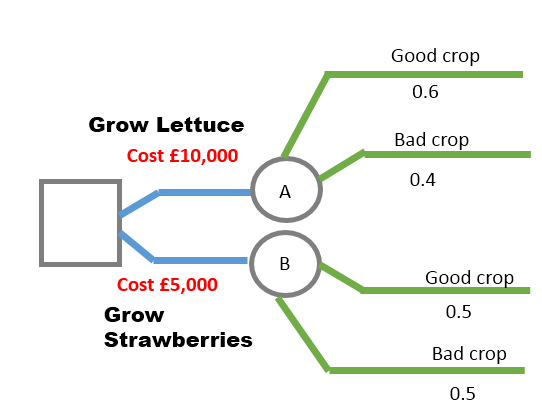 Good crop
0.6
Grow Lettuce
Cost £10,000
Bad crop
0.4
A
B
Cost £5,000
Grow
Strawberries
Good crop
0.5
Bad crop
0.5